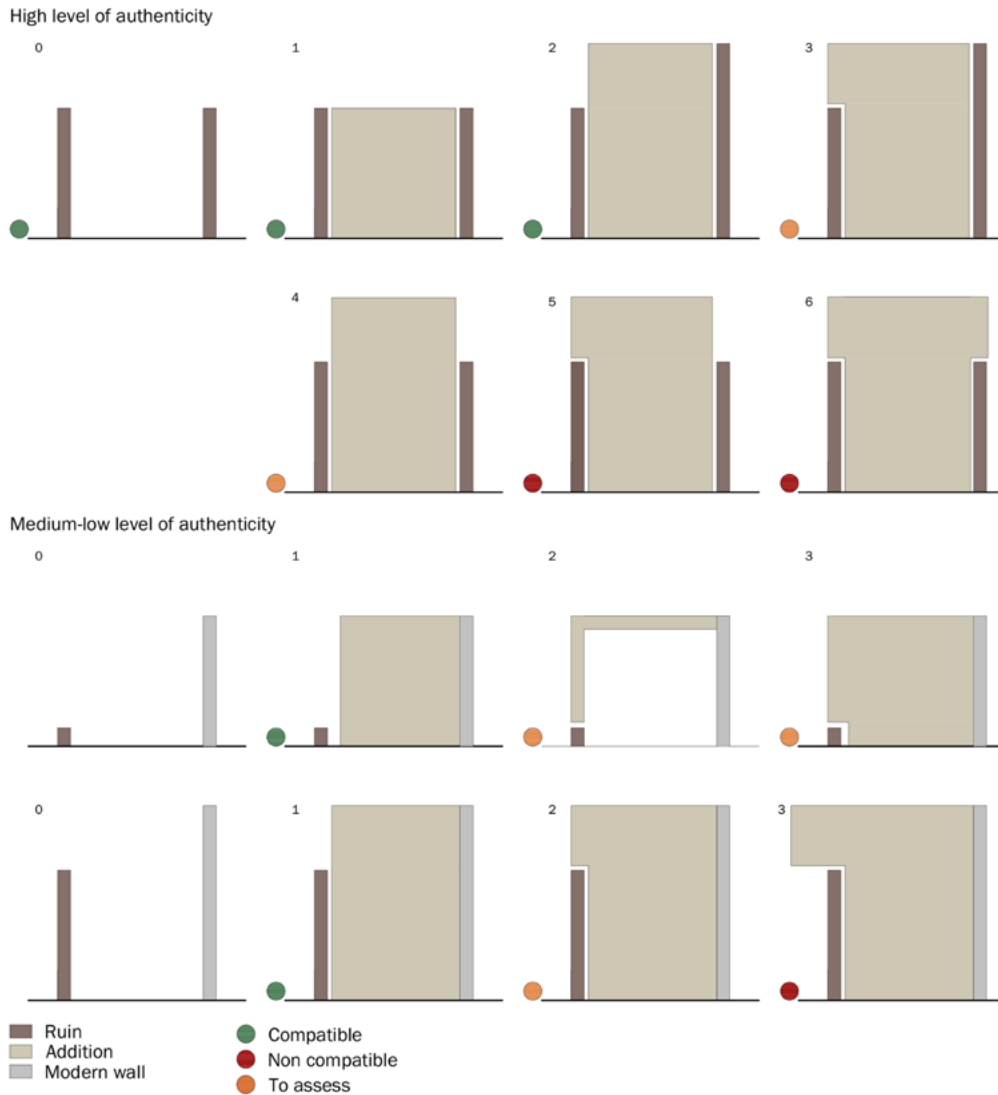 High level of authenticity
0
1
2
3
4
5
6
Medium-low level of authenticity
0
1
2
3
0
1
2
3
Ruin
Addition
Modern wall
Compatible
Non compatible
To assess